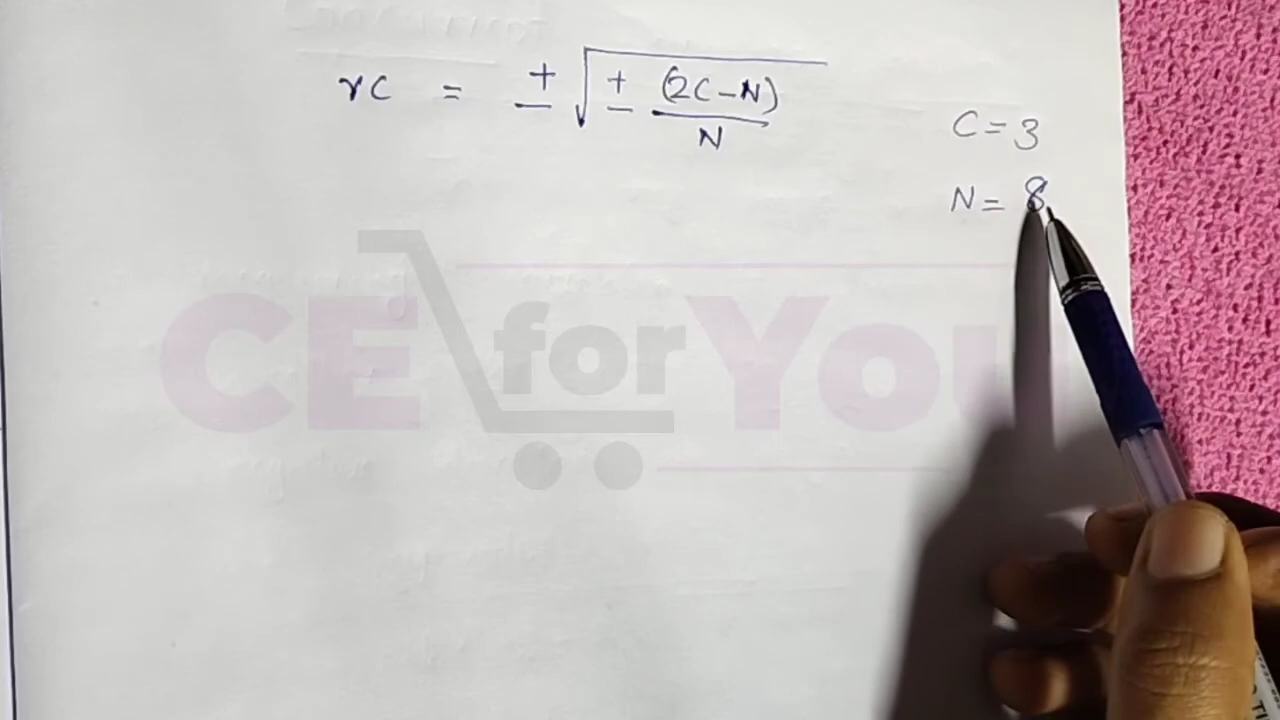 rC = ± √ ± (2C-N) / N
C = 3
N = 8
CE for You